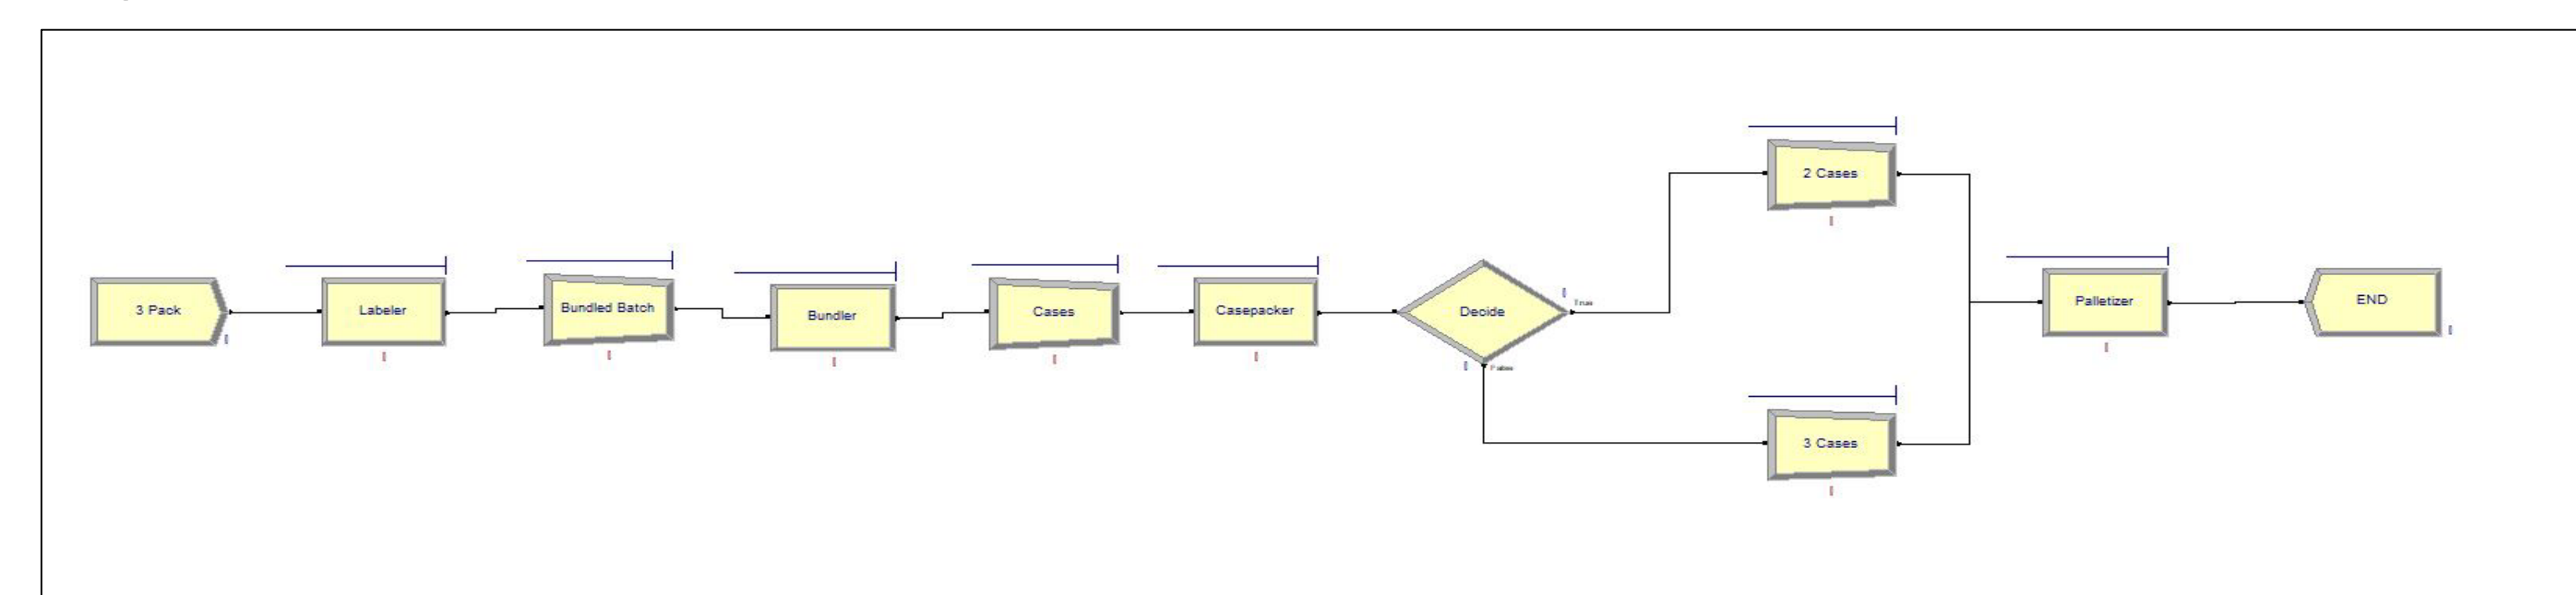 3 Pack
Labeler
Bundled Batch
Bundler
Cases
Casepacker
Decide
True
False
2 Cases
3 Cases
Palletizer
END